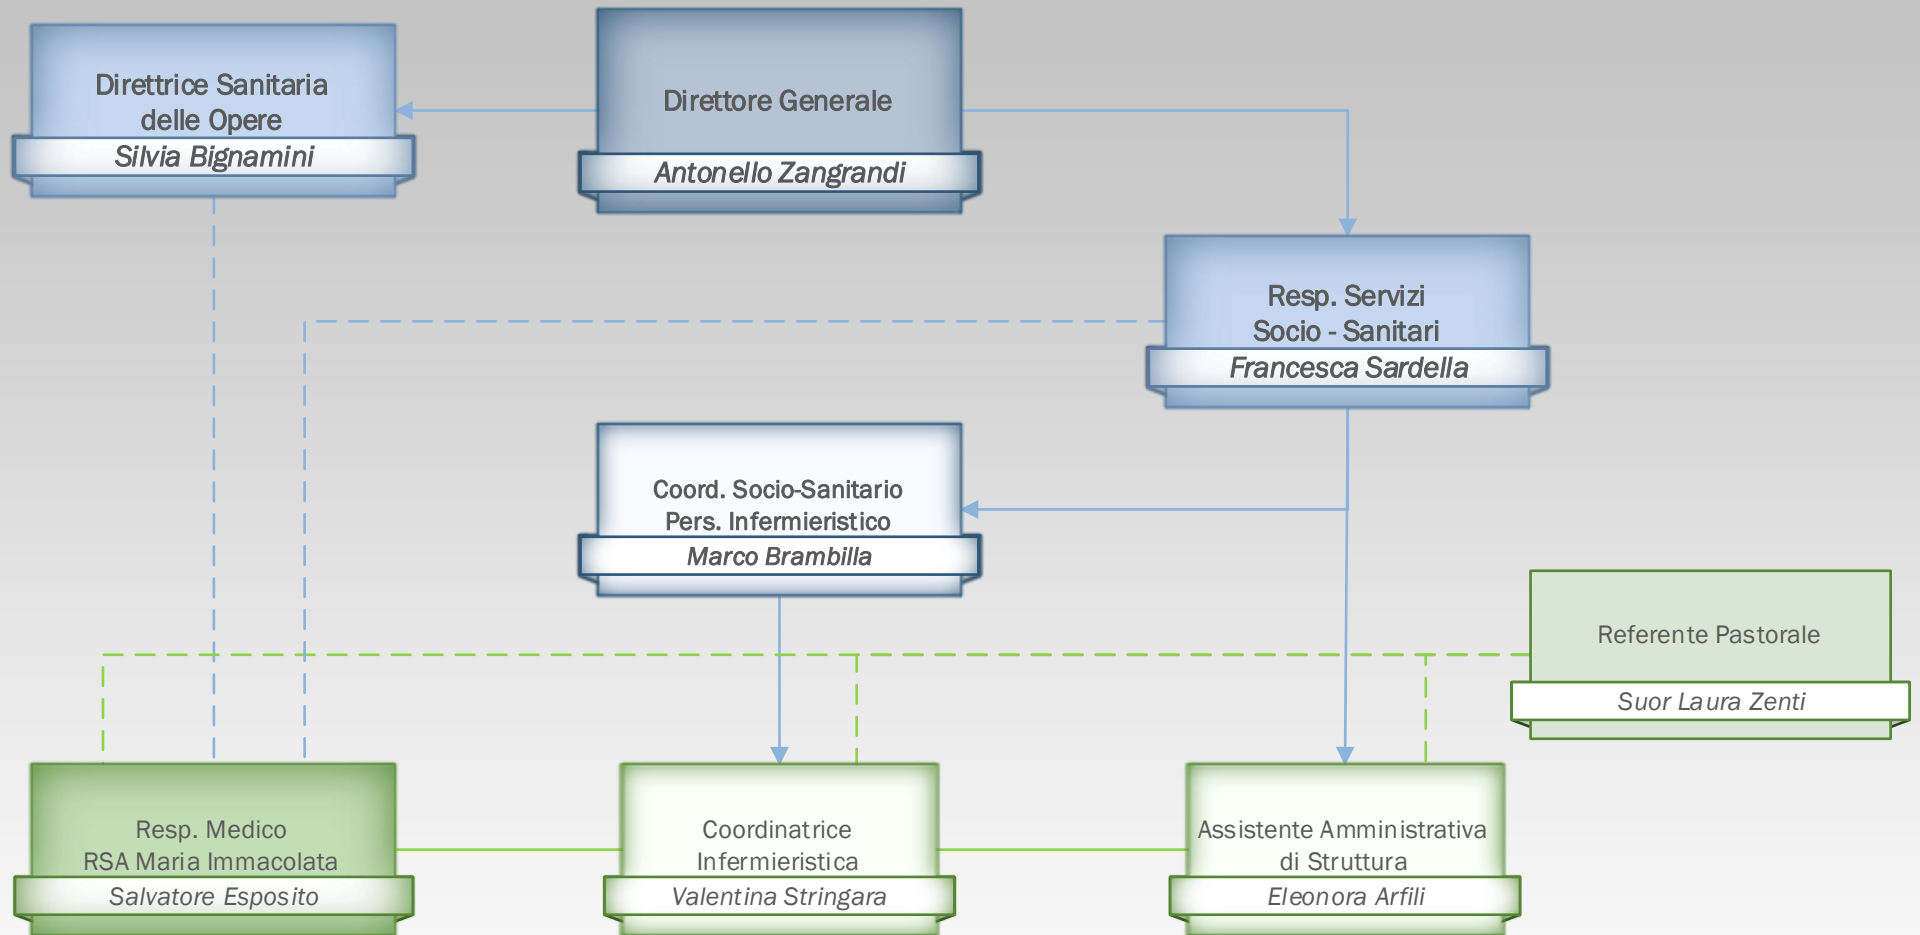 Direttrice Sanitaria
delle Opere
Silvia Bignamini
Direttore Generale
Antonello Zangrandi
Resp. Servizi
Socio - Sanitari
Francesca Sardella
Coord. Socio-Sanitario
Pers. Infermieristico
Marco Brambilla
Referente Pastorale
Suor Laura Zenti
Resp. Medico
RSA Maria Immacolata
Salvatore Esposito
Coordinatrice
Infermieristica
Valentina Stringara
Assistente Amministrativa
di Struttura
Eleonora Arfili